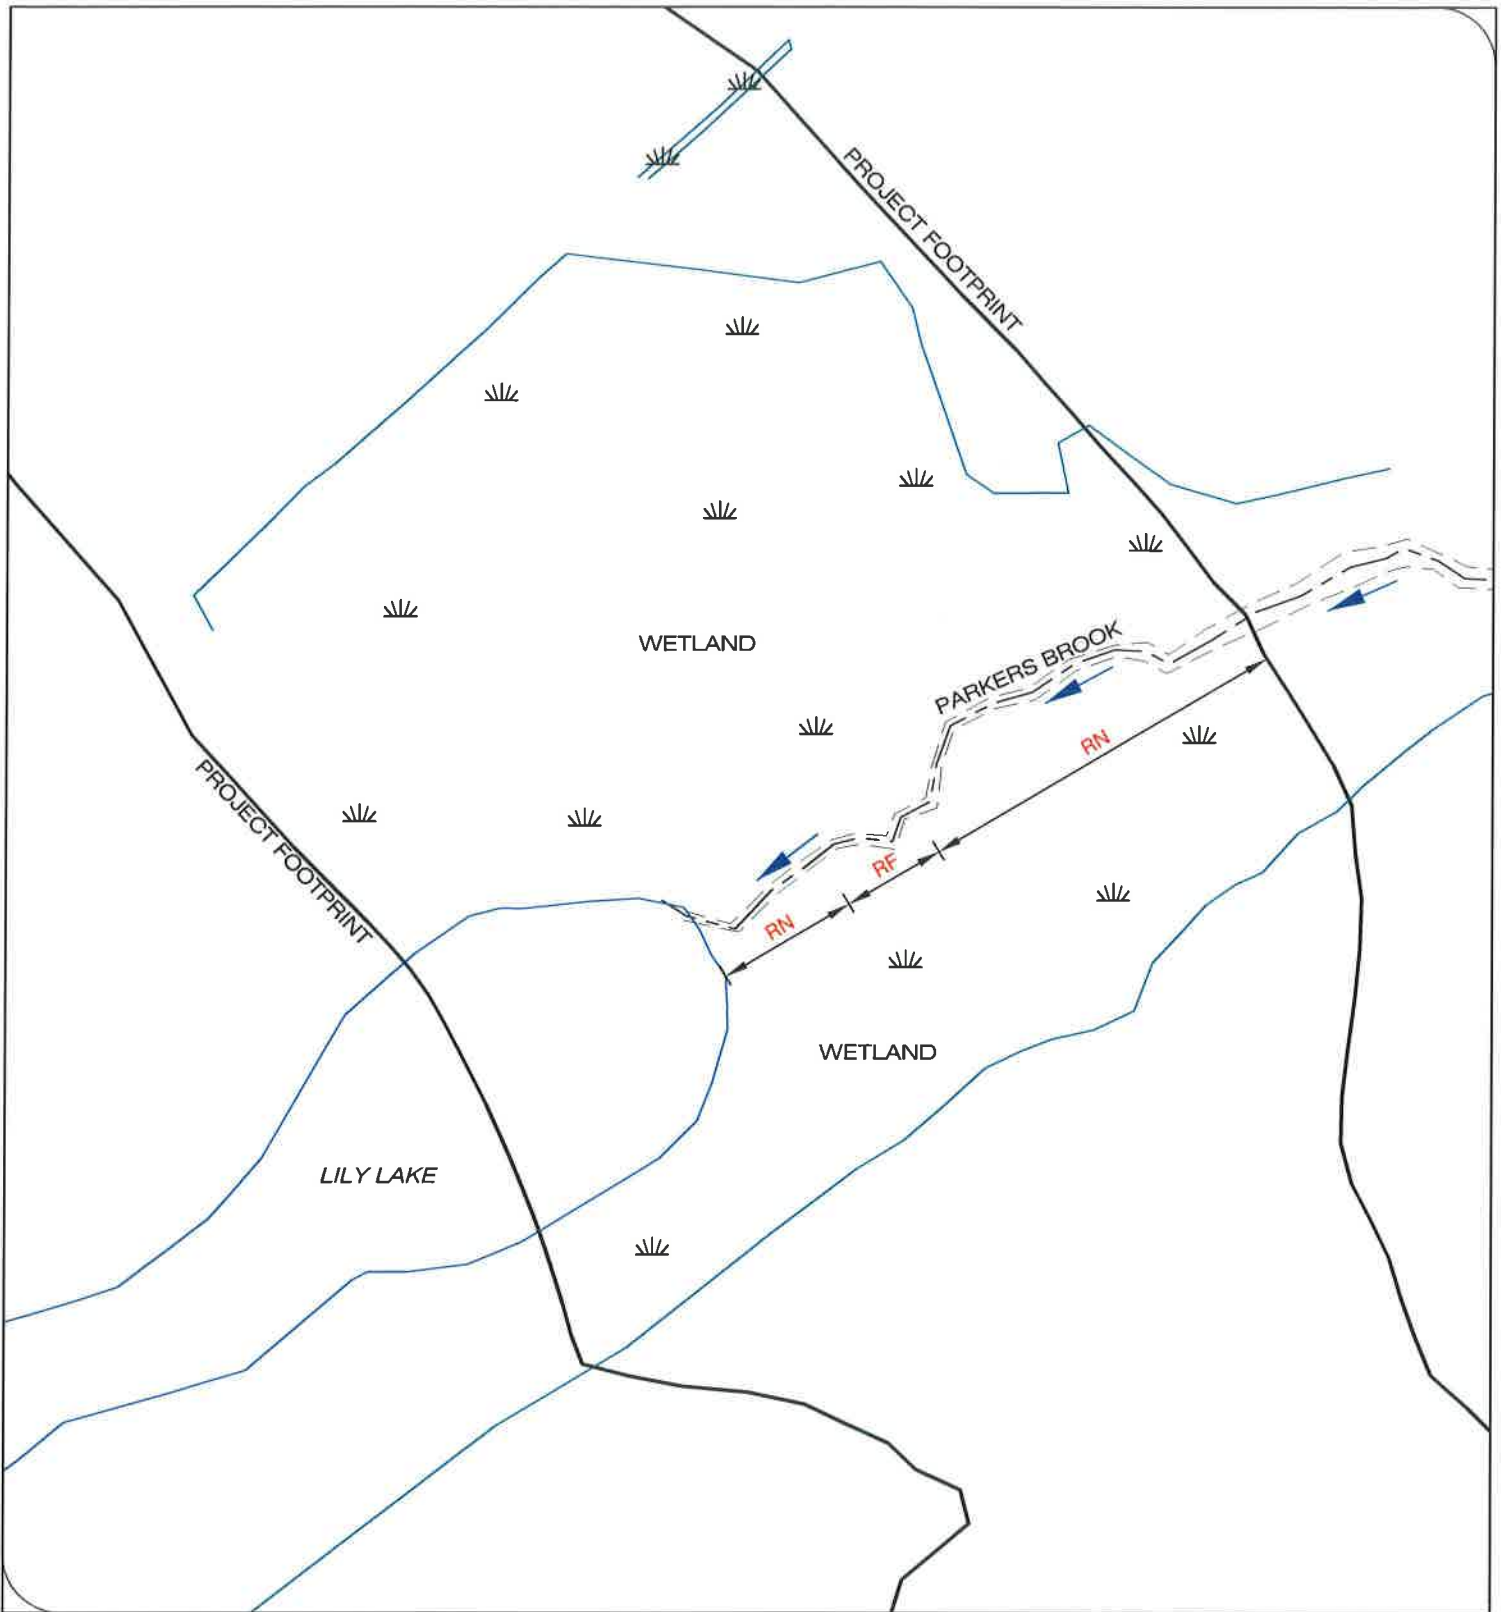 PROJECT FOOTPRINT
WETLAND
PARKERS BROOK
RN
PROJECT FOOTPRINT
RF
RN
WETLAND
LILY LAKE